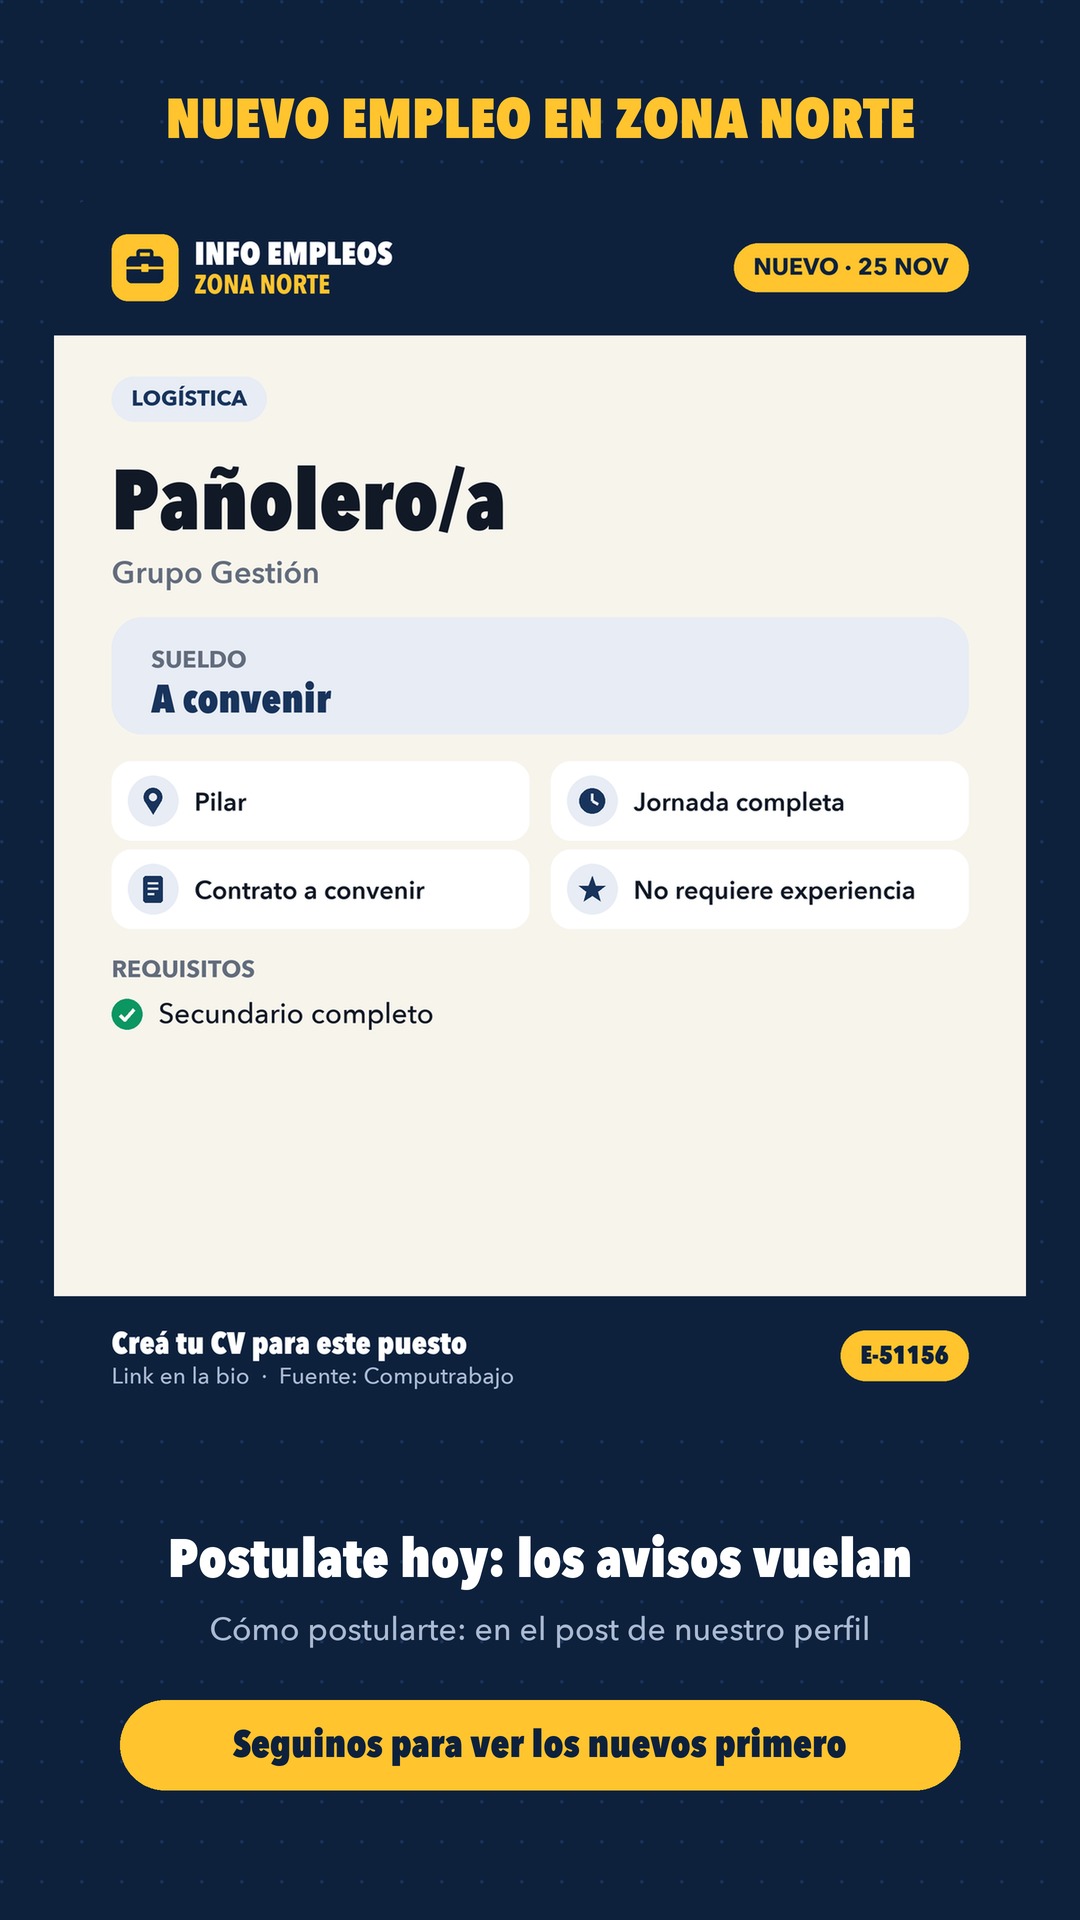 NUEVO EMPLEO EN ZONA NORTE
INFO EMPLEOS
ZONA NORTE
NUEVO · 25 NOV
LOGÍSTICA
Pañolero/a
Grupo Gestión
SUELDO
A convenir
Pilar
Jornada completa
Contrato a convenir
No requiere experiencia
REQUISITOS
Secundario completo
Creá tu CV para este puesto
Link en la bio · Fuente: Computrabajo
E-51156
Postulate hoy: los avisos vuelan
Cómo postularte: en el post de nuestro perfil
Seguinos para ver los nuevos primero